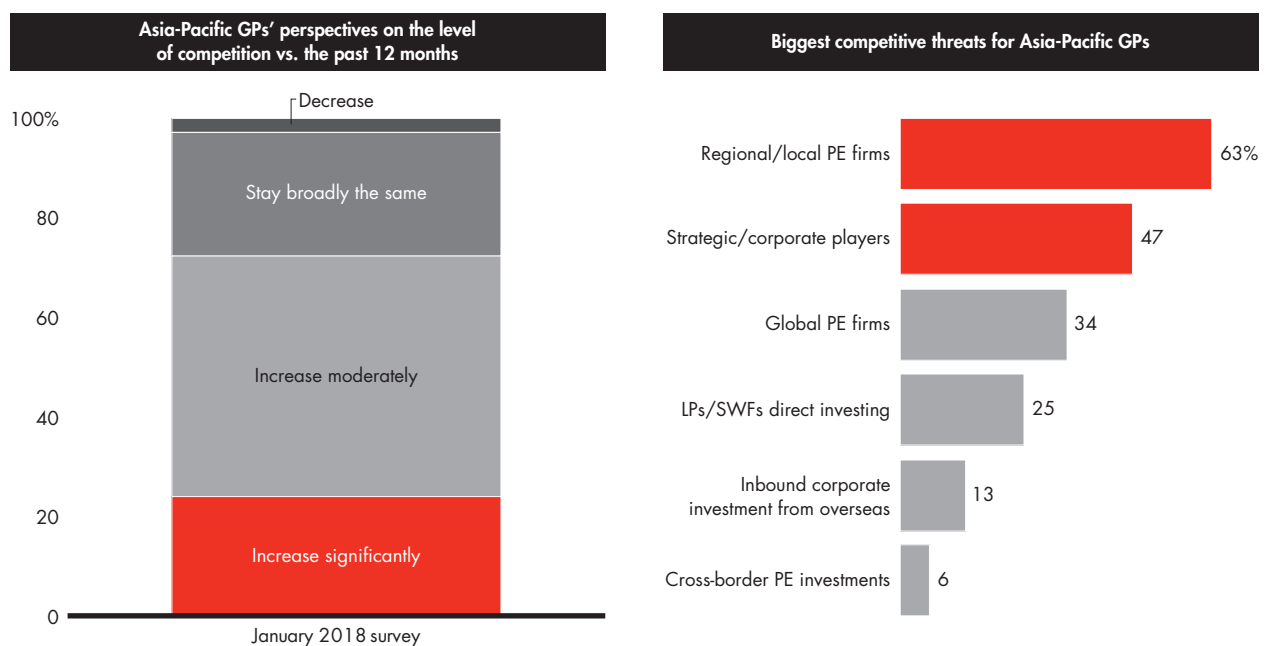 Asia-Pacific GPs’ perspectives on the level
of competition vs. the past 12 months
Decrease
100%
Stay broadly the same
80
60
Increase moderately
40
20
Increase significantly
0
January 2018 survey
Biggest competitive threats for Asia-Pacific GPs
Regional/local PE firms 63%
Strategic/corporate players 47
Global PE firms 34
LPs/SWFs direct investing 25
Inbound corporate
investment from overseas 13
Cross-border PE investments 6